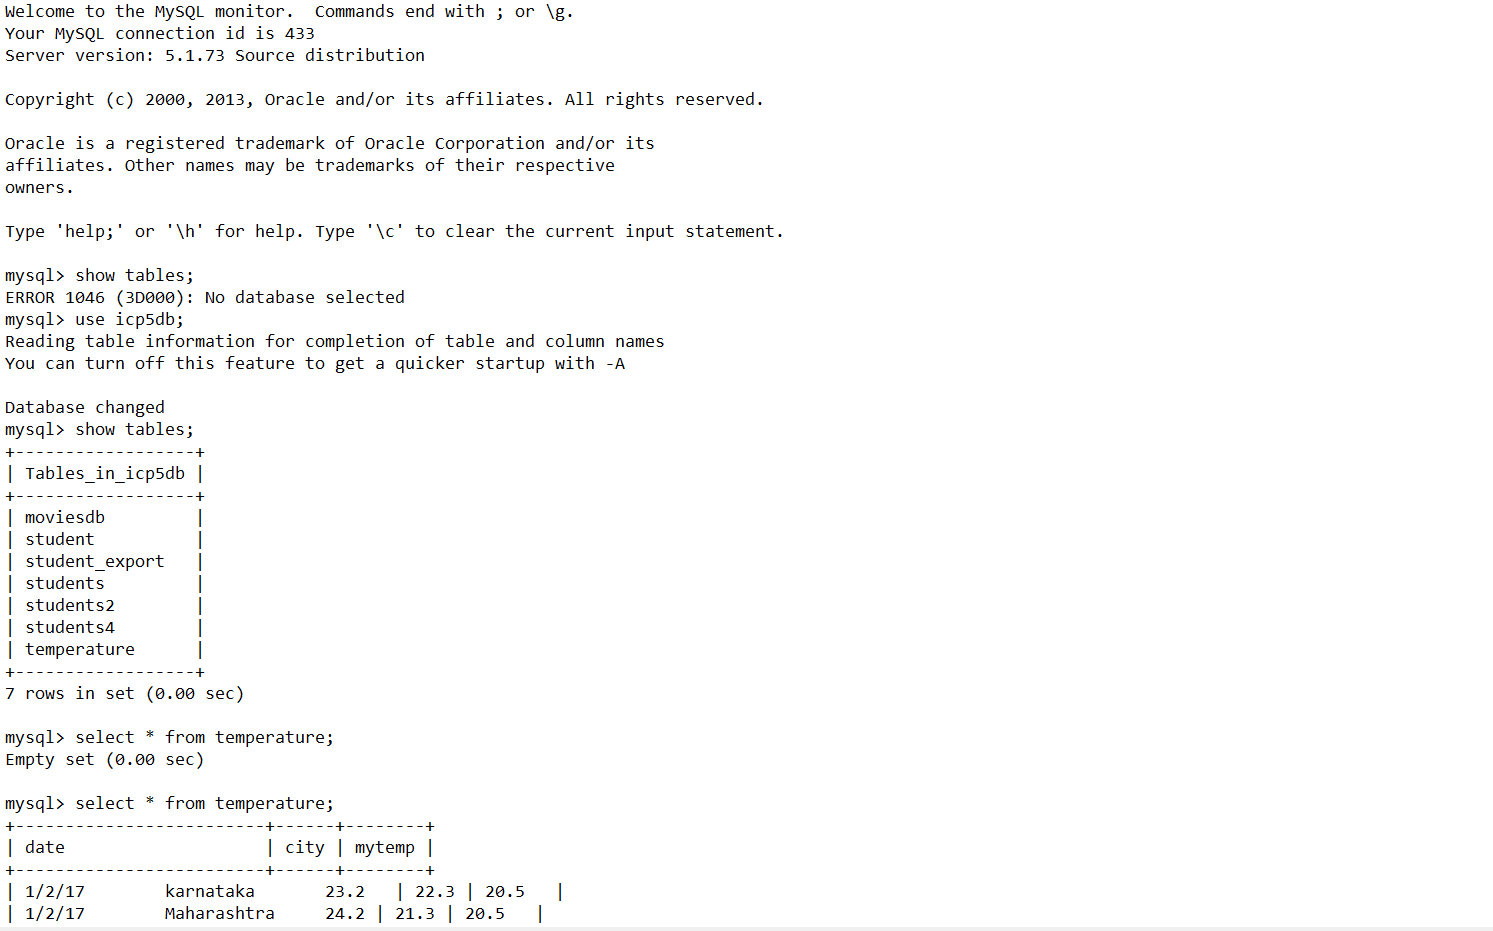 Welcome to the MySQL monitor.  Commands end with ; or \g.
Your MySQL connection id is 433
Server version: 5.1.73 Source distribution

Copyright (c) 2000, 2013, Oracle and/or its affiliates. All rights reserved.

Oracle is a registered trademark of Oracle Corporation and/or its
affiliates. Other names may be trademarks of their respective
owners.

Type 'help;' or '\h' for help. Type '\c' to clear the current input statement.

mysql> show tables;
ERROR 1046 (3D000): No database selected
mysql> use icp5db;
Reading table information for completion of table and column names
You can turn off this feature to get a quicker startup with -A

Database changed
mysql> show tables;
+------------------+
| Tables_in_icp5db |
+------------------+
| moviesdb         |
| student          |
| student_export   |
| students         |
| students2        |
| students4        |
| temperature      |
+------------------+
7 rows in set (0.00 sec)

mysql> select * from temperature;
Empty set (0.00 sec)

mysql> select * from temperature;
+-------------------------+------+--------+
| date                    | city | mytemp |
+-------------------------+------+--------+
| 1/2/17        karnataka       23.2   | 22.3 | 20.5   |
| 1/2/17        Maharashtra     24.2 | 21.3 | 20.5   |